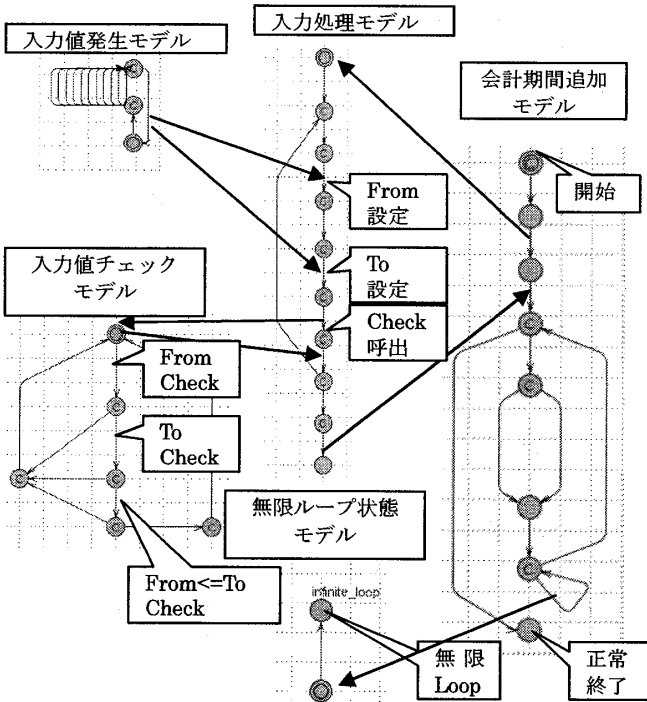 入力値発生モデル
入力処理モデル
会計期間追加
モデル
開始
From
設定
To
設定
Check
呼出
入力値チェック
モデル
From
Check
To
Check
From<=To
Check
無限ループ状態
モデル
infinite_loop
無 限
Loop
正常
終了